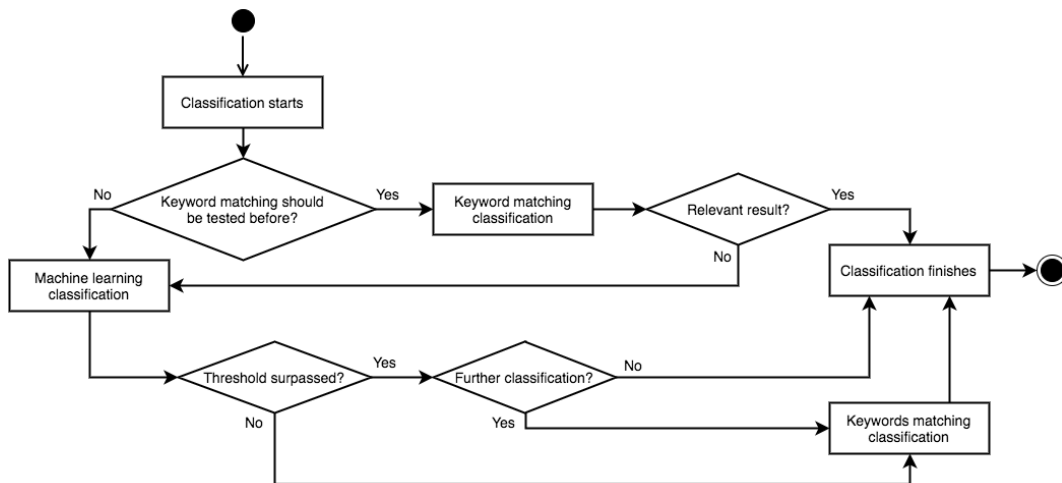 Classification starts
No
Keyword matching should
be tested before?
Yes
Keyword matching
classification
Relevant result?
Yes
No
Machine learning
classification
Classification finishes
Threshold surpassed?
Yes
Further classification?
No
No
Yes
Keywords matching
classification